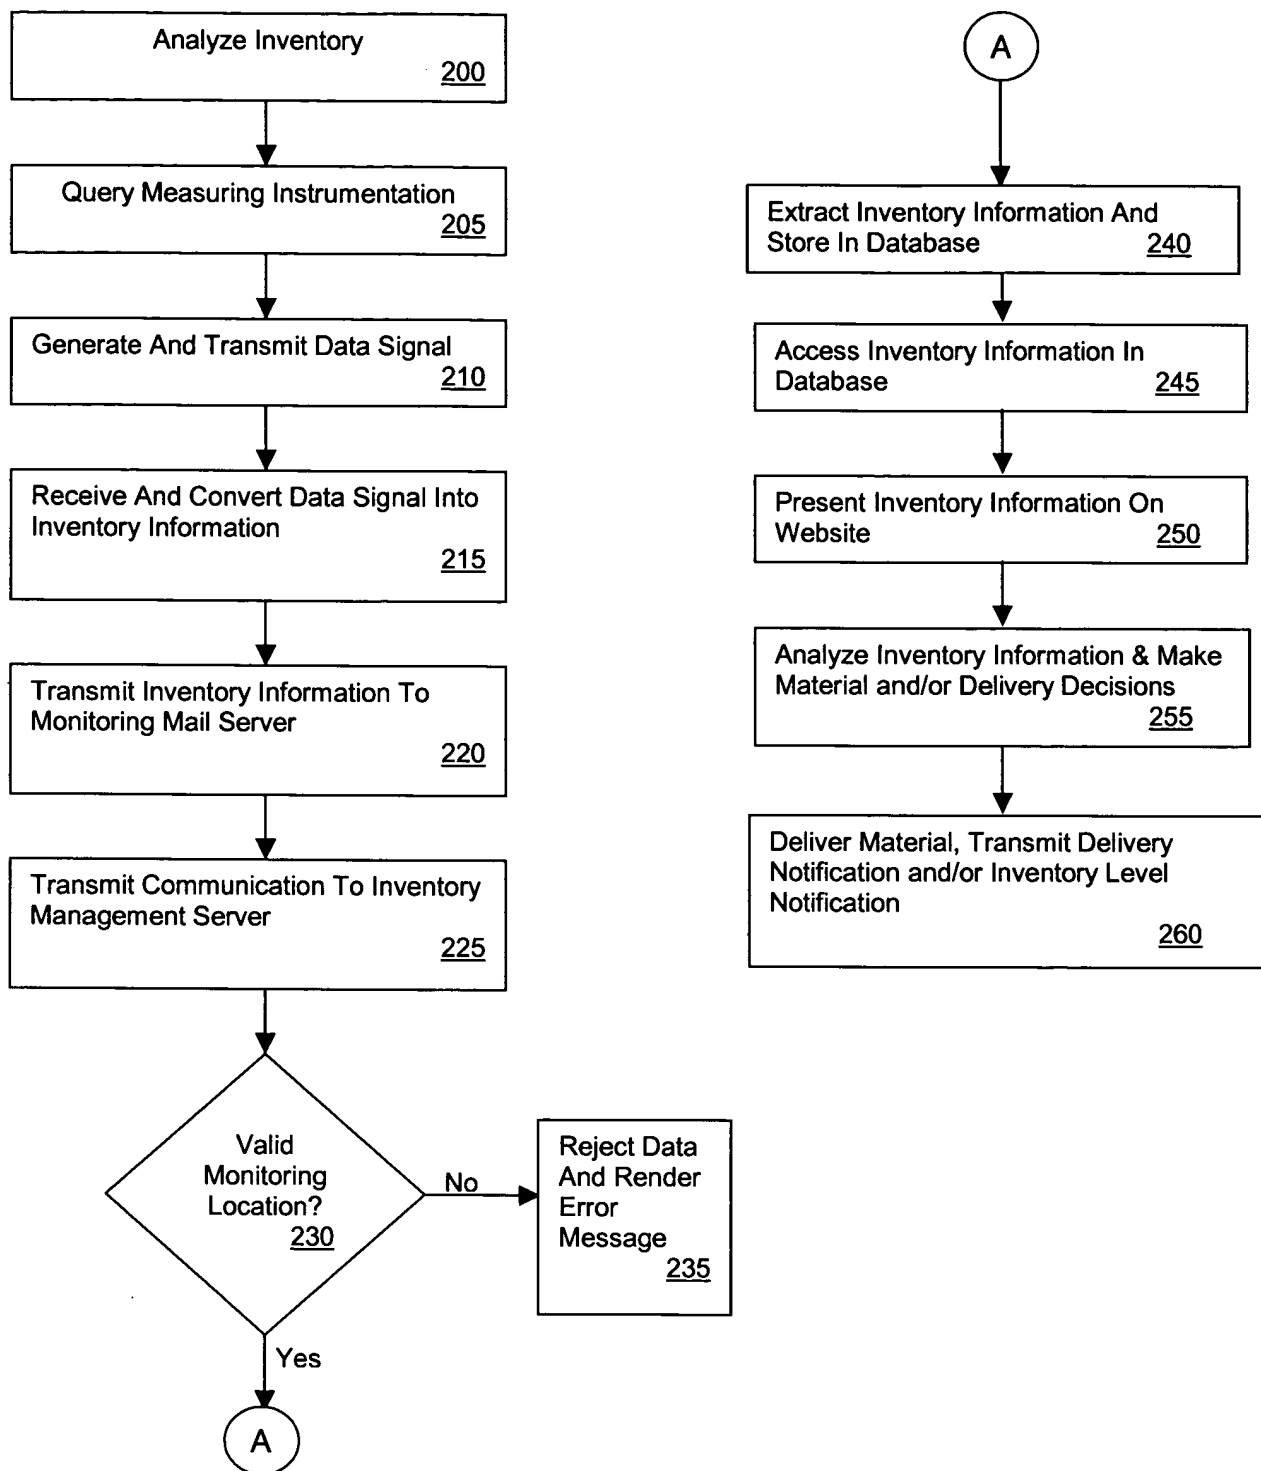 Analyze Inventory
200
Query Measuring Instrumentation
205
Generate And Transmit Data Signal
210
Receive And Convert Data Signal Into
Inventory Information
215
Transmit Inventory Information To
Monitoring Mail Server
220
Transmit Communication To Inventory
Management Server
225
Valid
Monitoring
Location?
230
No
Reject Data
And Render
Error
Message
235
Yes
A
A
Extract Inventory Information And
Store In Database 240
Access Inventory Information In
Database 245
Present Inventory Information On
Website 250
Analyze Inventory Information & Make
Material and/or Delivery Decisions
255
Deliver Material, Transmit Delivery
Notification and/or Inventory Level
Notification
260